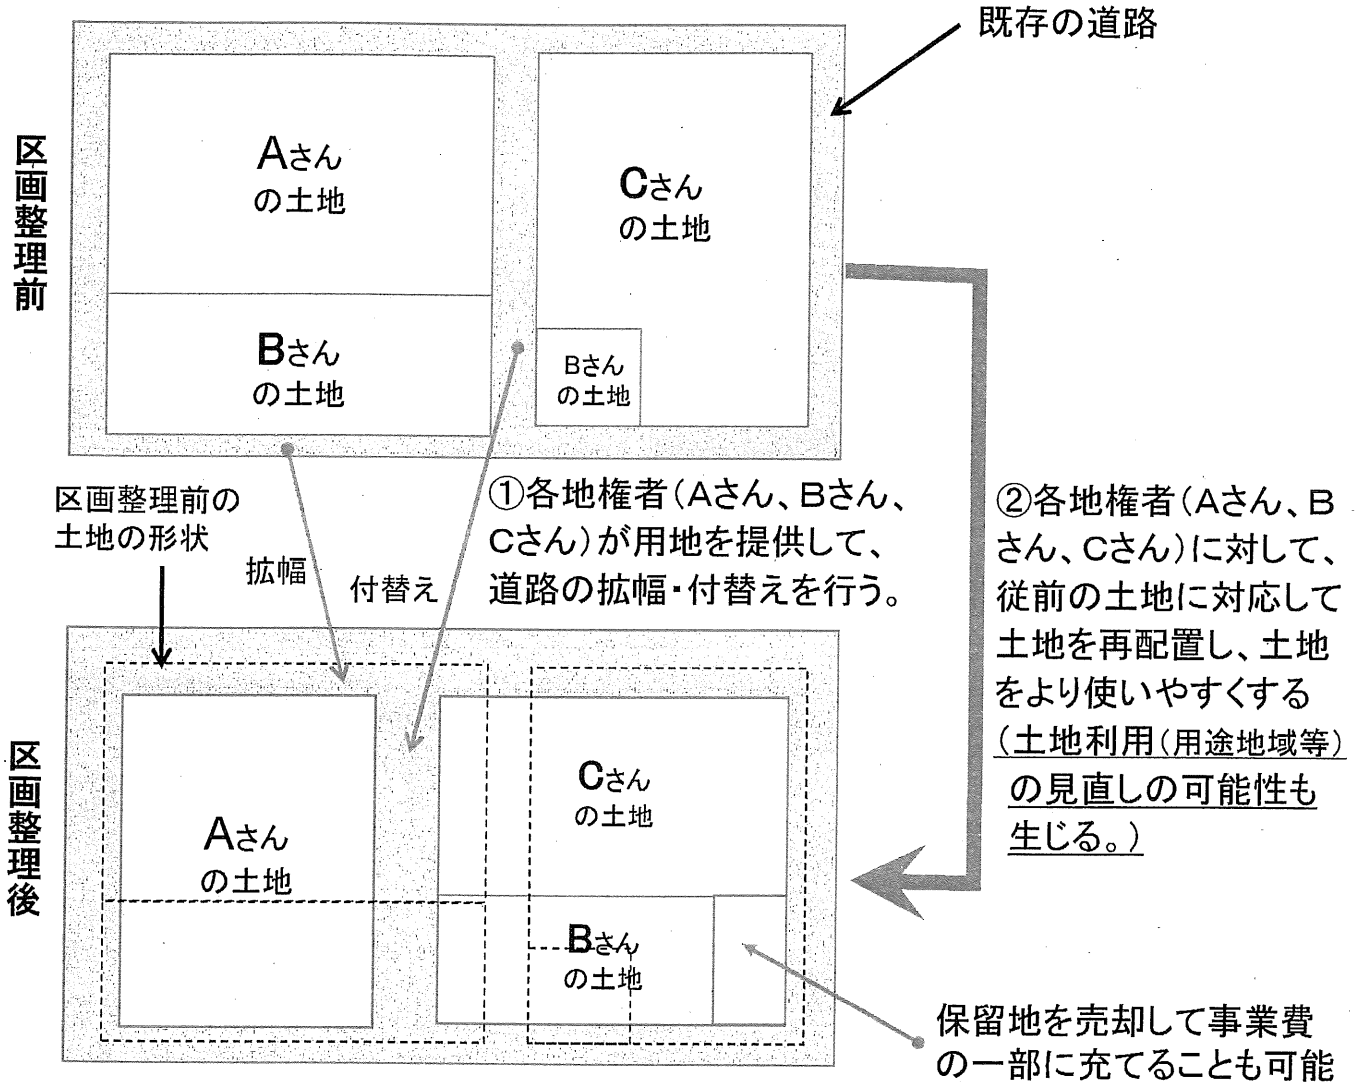 既存の道路
区画整理前
Aさん
の土地
Cさん
の土地
Bさん
の土地
Bさん
の土地
区画整理前の
土地の形状
拡幅
付替え
①各地権者(Aさん、Bさん、
Cさん)が用地を提供して、
道路の拡幅・付替えを行う。
②各地権者(Aさん、B
さん、Cさん)に対して、
従前の土地に対応して
土地を再配置し、土地
をより使いやすくする
(土地利用(用途地域等)
の見直しの可能性も
生じる。)
区画整理後
Aさん
の土地
Cさん
の土地
Bさん
の土地
保留地を売却して事業費
の一部に充てることも可能